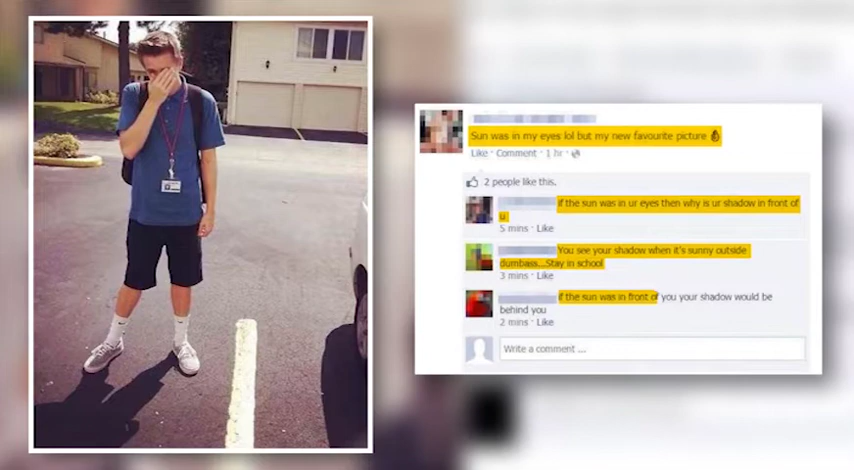 Sun was in my eyes lol but my new favourite picture 👌
Like · Comment · 1 hr ·
2 people like this.
if the sun was in ur eyes then why is ur shadow in front of
u
5 mins · Like
You see your shadow when it's sunny outside
dumbass...Stay in school
3 mins · Like
if the sun was in front of you your shadow would be
behind you
2 mins · Like
Write a comment ...